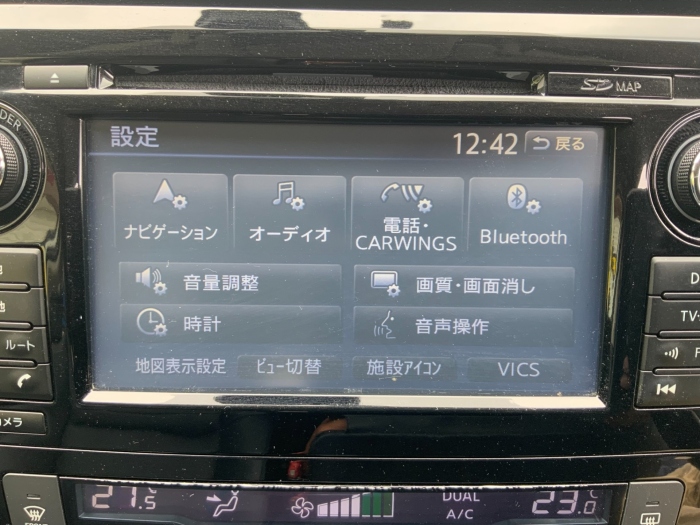 SD MAP
設定 12:42 戻る
ナビゲーション オーディオ 電話・CARWINGS Bluetooth
音量調整 画質・画面消し
時計 音声操作
地図表示設定 ビュー切替 施設アイコン VICS
ルート
TV
21.5 DUAL 23.0
A/C